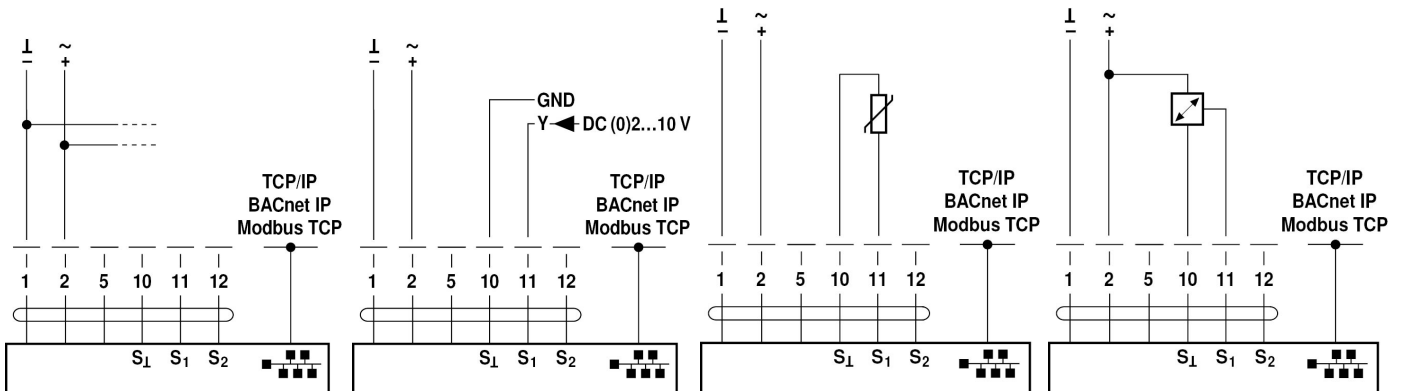 ⊥ ~
– +
TCP/IP
BACnet IP
Modbus TCP
1 2 5 10 11 12
S⊥ S1 S2
⊥ ~
– +
GND
Y DC (0)2...10 V
TCP/IP
BACnet IP
Modbus TCP
1 2 5 10 11 12
S⊥ S1 S2
⊥ ~
– +
TCP/IP
BACnet IP
Modbus TCP
1 2 5 10 11 12
S⊥ S1 S2
⊥ ~
– +
TCP/IP
BACnet IP
Modbus TCP
1 2 5 10 11 12
S⊥ S1 S2